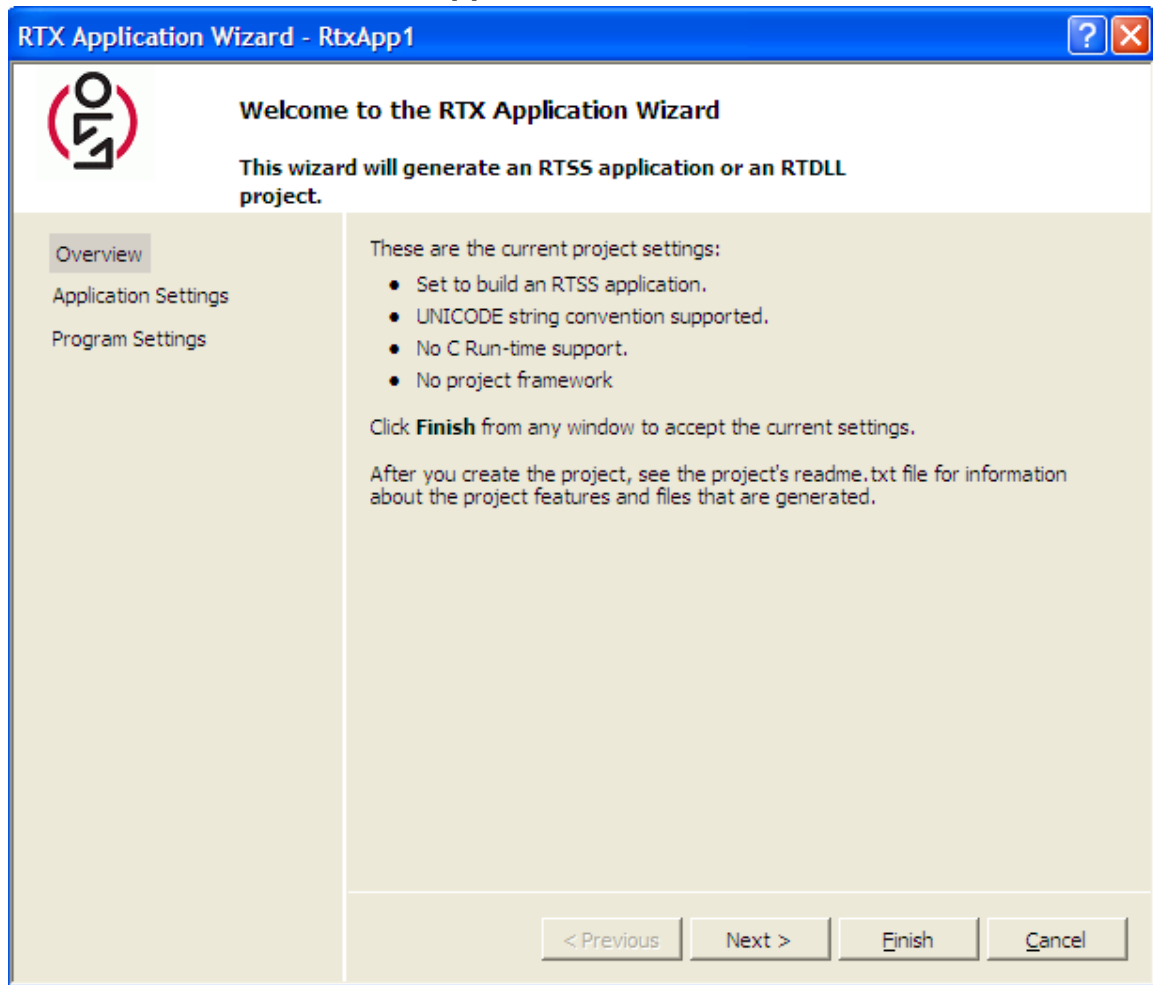 RTX Application Wizard - RtxApp1
Welcome to the RTX Application Wizard
This wizard will generate an RTSS application or an RTDLL
project.
Overview
Application Settings
Program Settings
These are the current project settings:
• Set to build an RTSS application.
• UNICODE string convention supported.
• No C Run-time support.
• No project framework
Click Finish from any window to accept the current settings.
After you create the project, see the project's readme.txt file for information
about the project features and files that are generated.
< Previous
Next >
Finish
Cancel